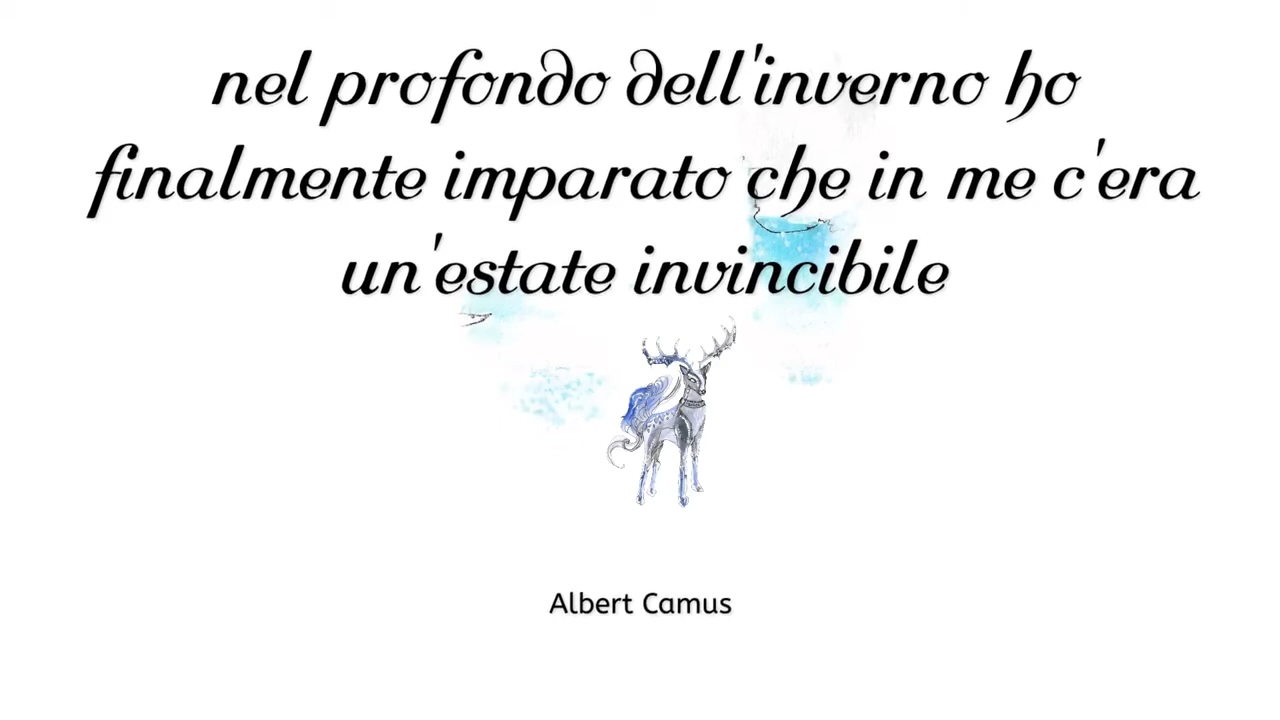 nel profondo dell'inverno ho
finalmente imparato che in me c'era
un'estate invincibile
Albert Camus